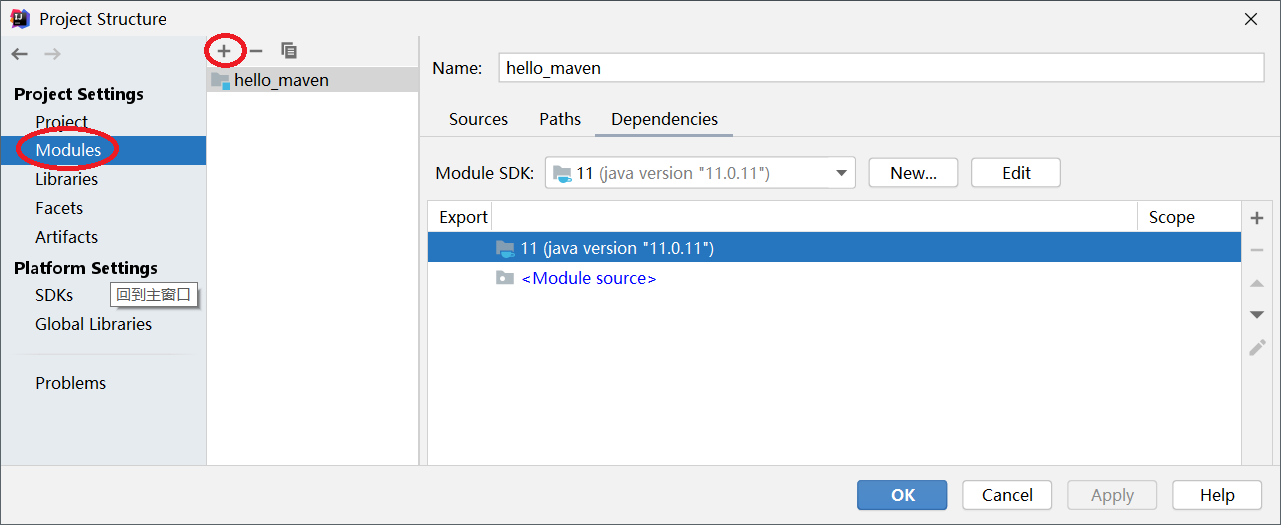 Project Structure
Project Settings
Project
Modules
Libraries
Facets
Artifacts
Platform Settings
SDKs
回到主窗口
Global Libraries
Problems
hello_maven
Name: hello_maven
Sources Paths Dependencies
Module SDK: 11 (java version "11.0.11") New... Edit
Export Scope
11 (java version "11.0.11")
<Module source>
OK Cancel Apply Help